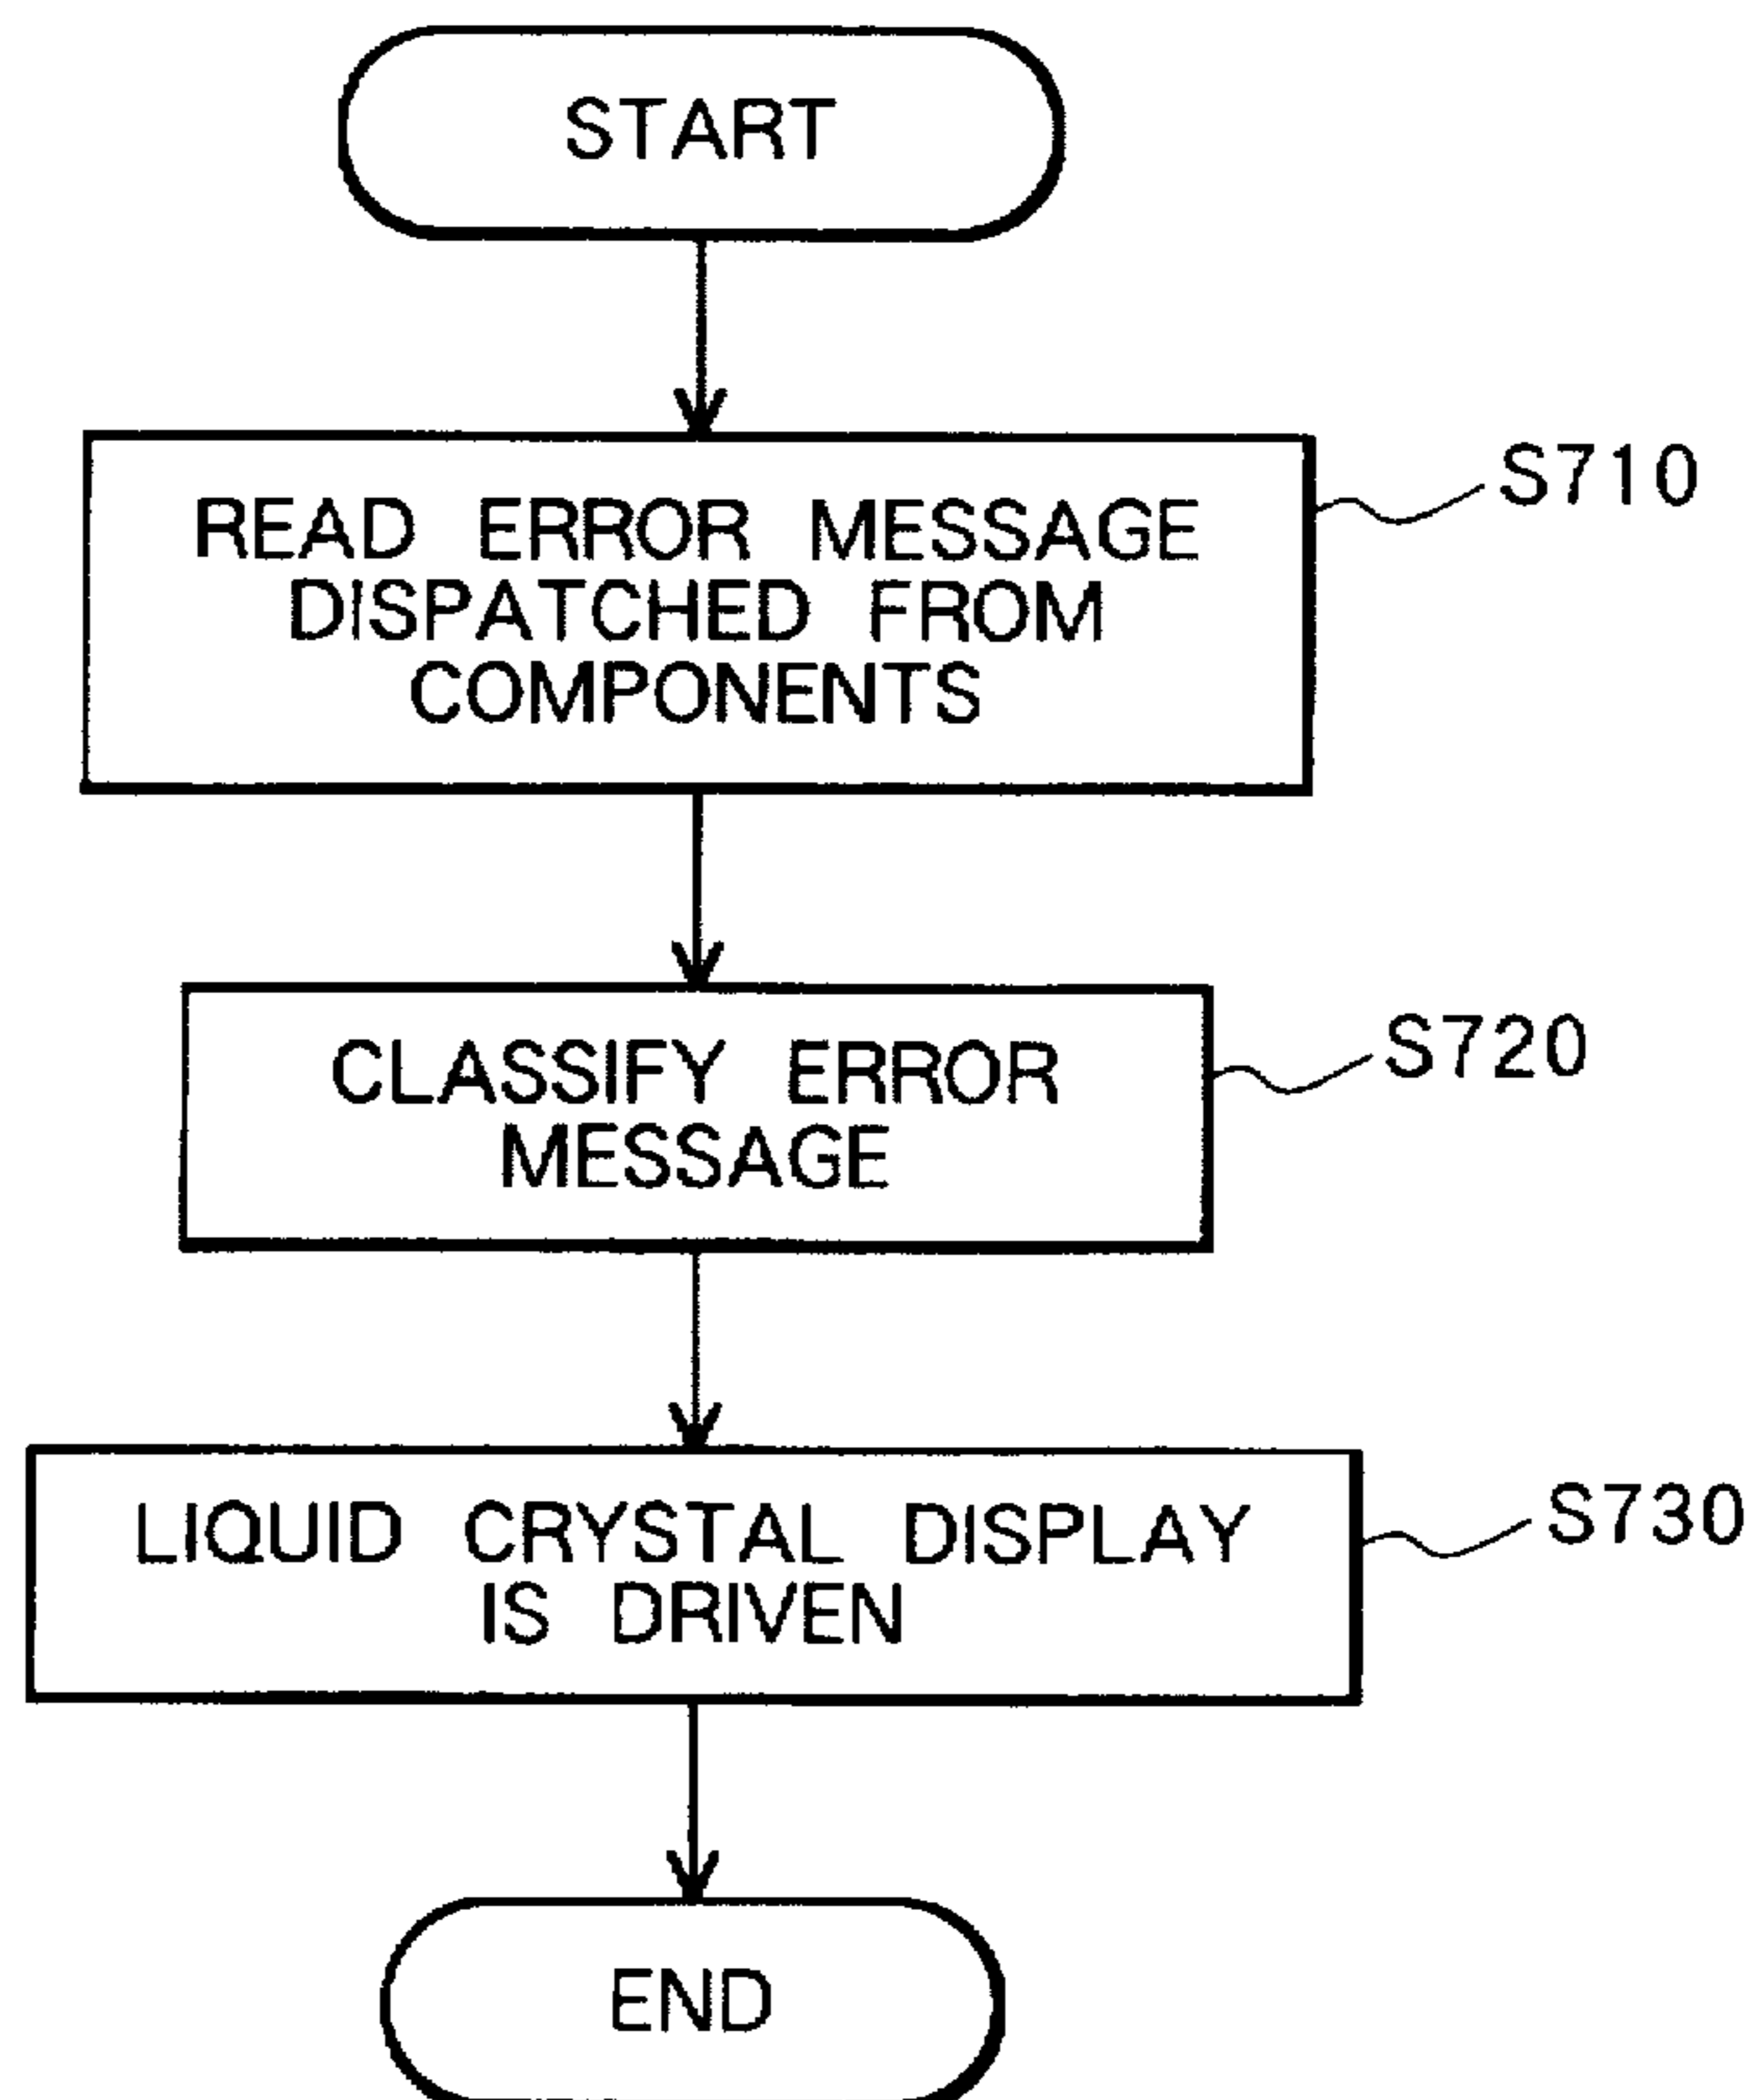 START
S710
READ ERROR MESSAGE
DISPATCHED FROM
COMPONENTS
S720
CLASSIFY ERROR
MESSAGE
S730
LIQUID CRYSTAL DISPLAY
IS DRIVEN
END